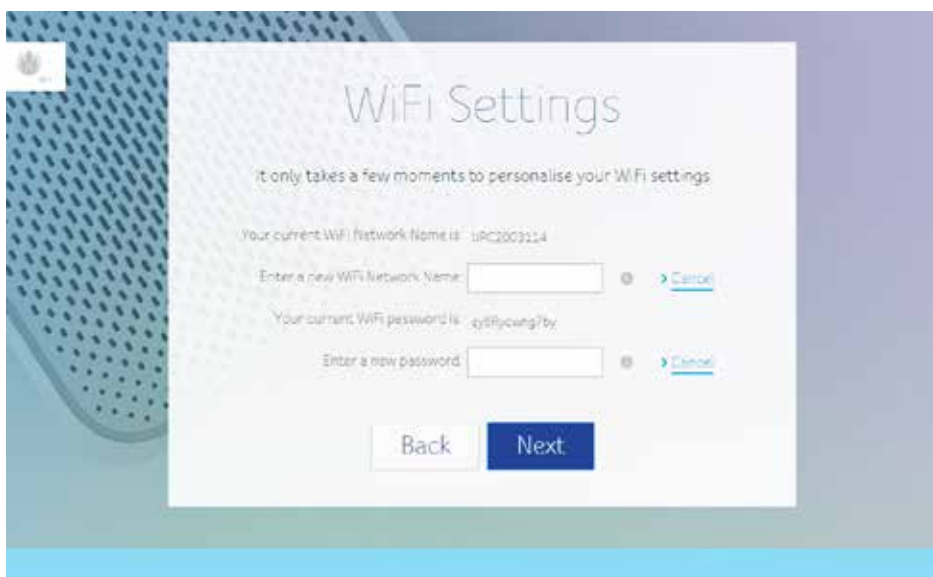 WiFi Settings
It only takes a few moments to personalise your WiFi settings
Your current WiFi Network Name is UPC2003114
Enter a new WiFi Network Name Cancel
Your current WiFi password is
Enter a new password Cancel
Back Next